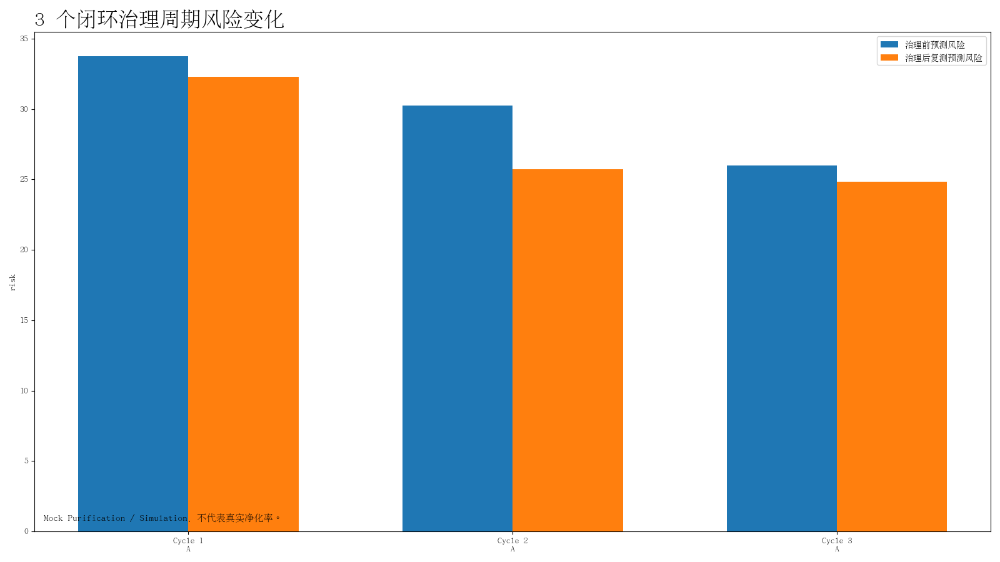 3 个闭环治理周期风险变化
35
30
25
20
15
10
5
0
risk
治理前预测风险
治理后复测预测风险
Mock Purification / Simulation, 不代表真实净化率。
Cycle 1
A
Cycle 2
A
Cycle 3
A